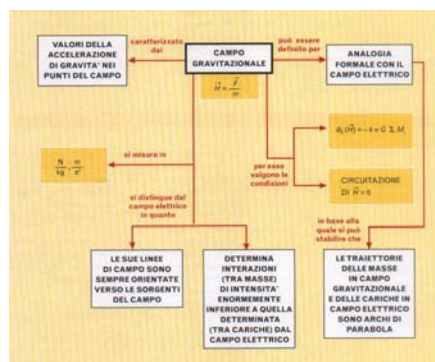 VALORI DELLA
ACCELERAZIONE
DI GRAVITA' NEI
PUNTI DEL CAMPO
caratterizzato
dai
CAMPO
GRAVITAZIONALE
può essere
definito per
ANALOGIA
FORMALE CON IL
CAMPO ELETTRICO
H⃗ = F⃗/m
Φ (H⃗) = −4 π G Σ M
si misura in
N/kg , m/s²
per esso
valgono le
condizioni
CIRCUITAZIONE
DI H⃗ = 0
si distingue dal
campo elettrico
in quanto
in base alla
quale si può
stabilire che
LE SUE LINEE
DI CAMPO SONO
SEMPRE ORIENTATE
VERSO LE SORGENTI
DEL CAMPO
DETERMINA
INTERAZIONI
(TRA MASSE)
DI INTENSITA'
ENORMEMENTE
INFERIORE A QUELLA
DETERMINATA
(TRA CARICHE) DAL
CAMPO ELETTRICO
LE TRAIETTORIE
DELLE MASSE
IN CAMPO
GRAVITAZIONALE
E DELLE CARICHE IN
CAMPO ELETTRICO
SONO ARCHI DI
PARABOLA